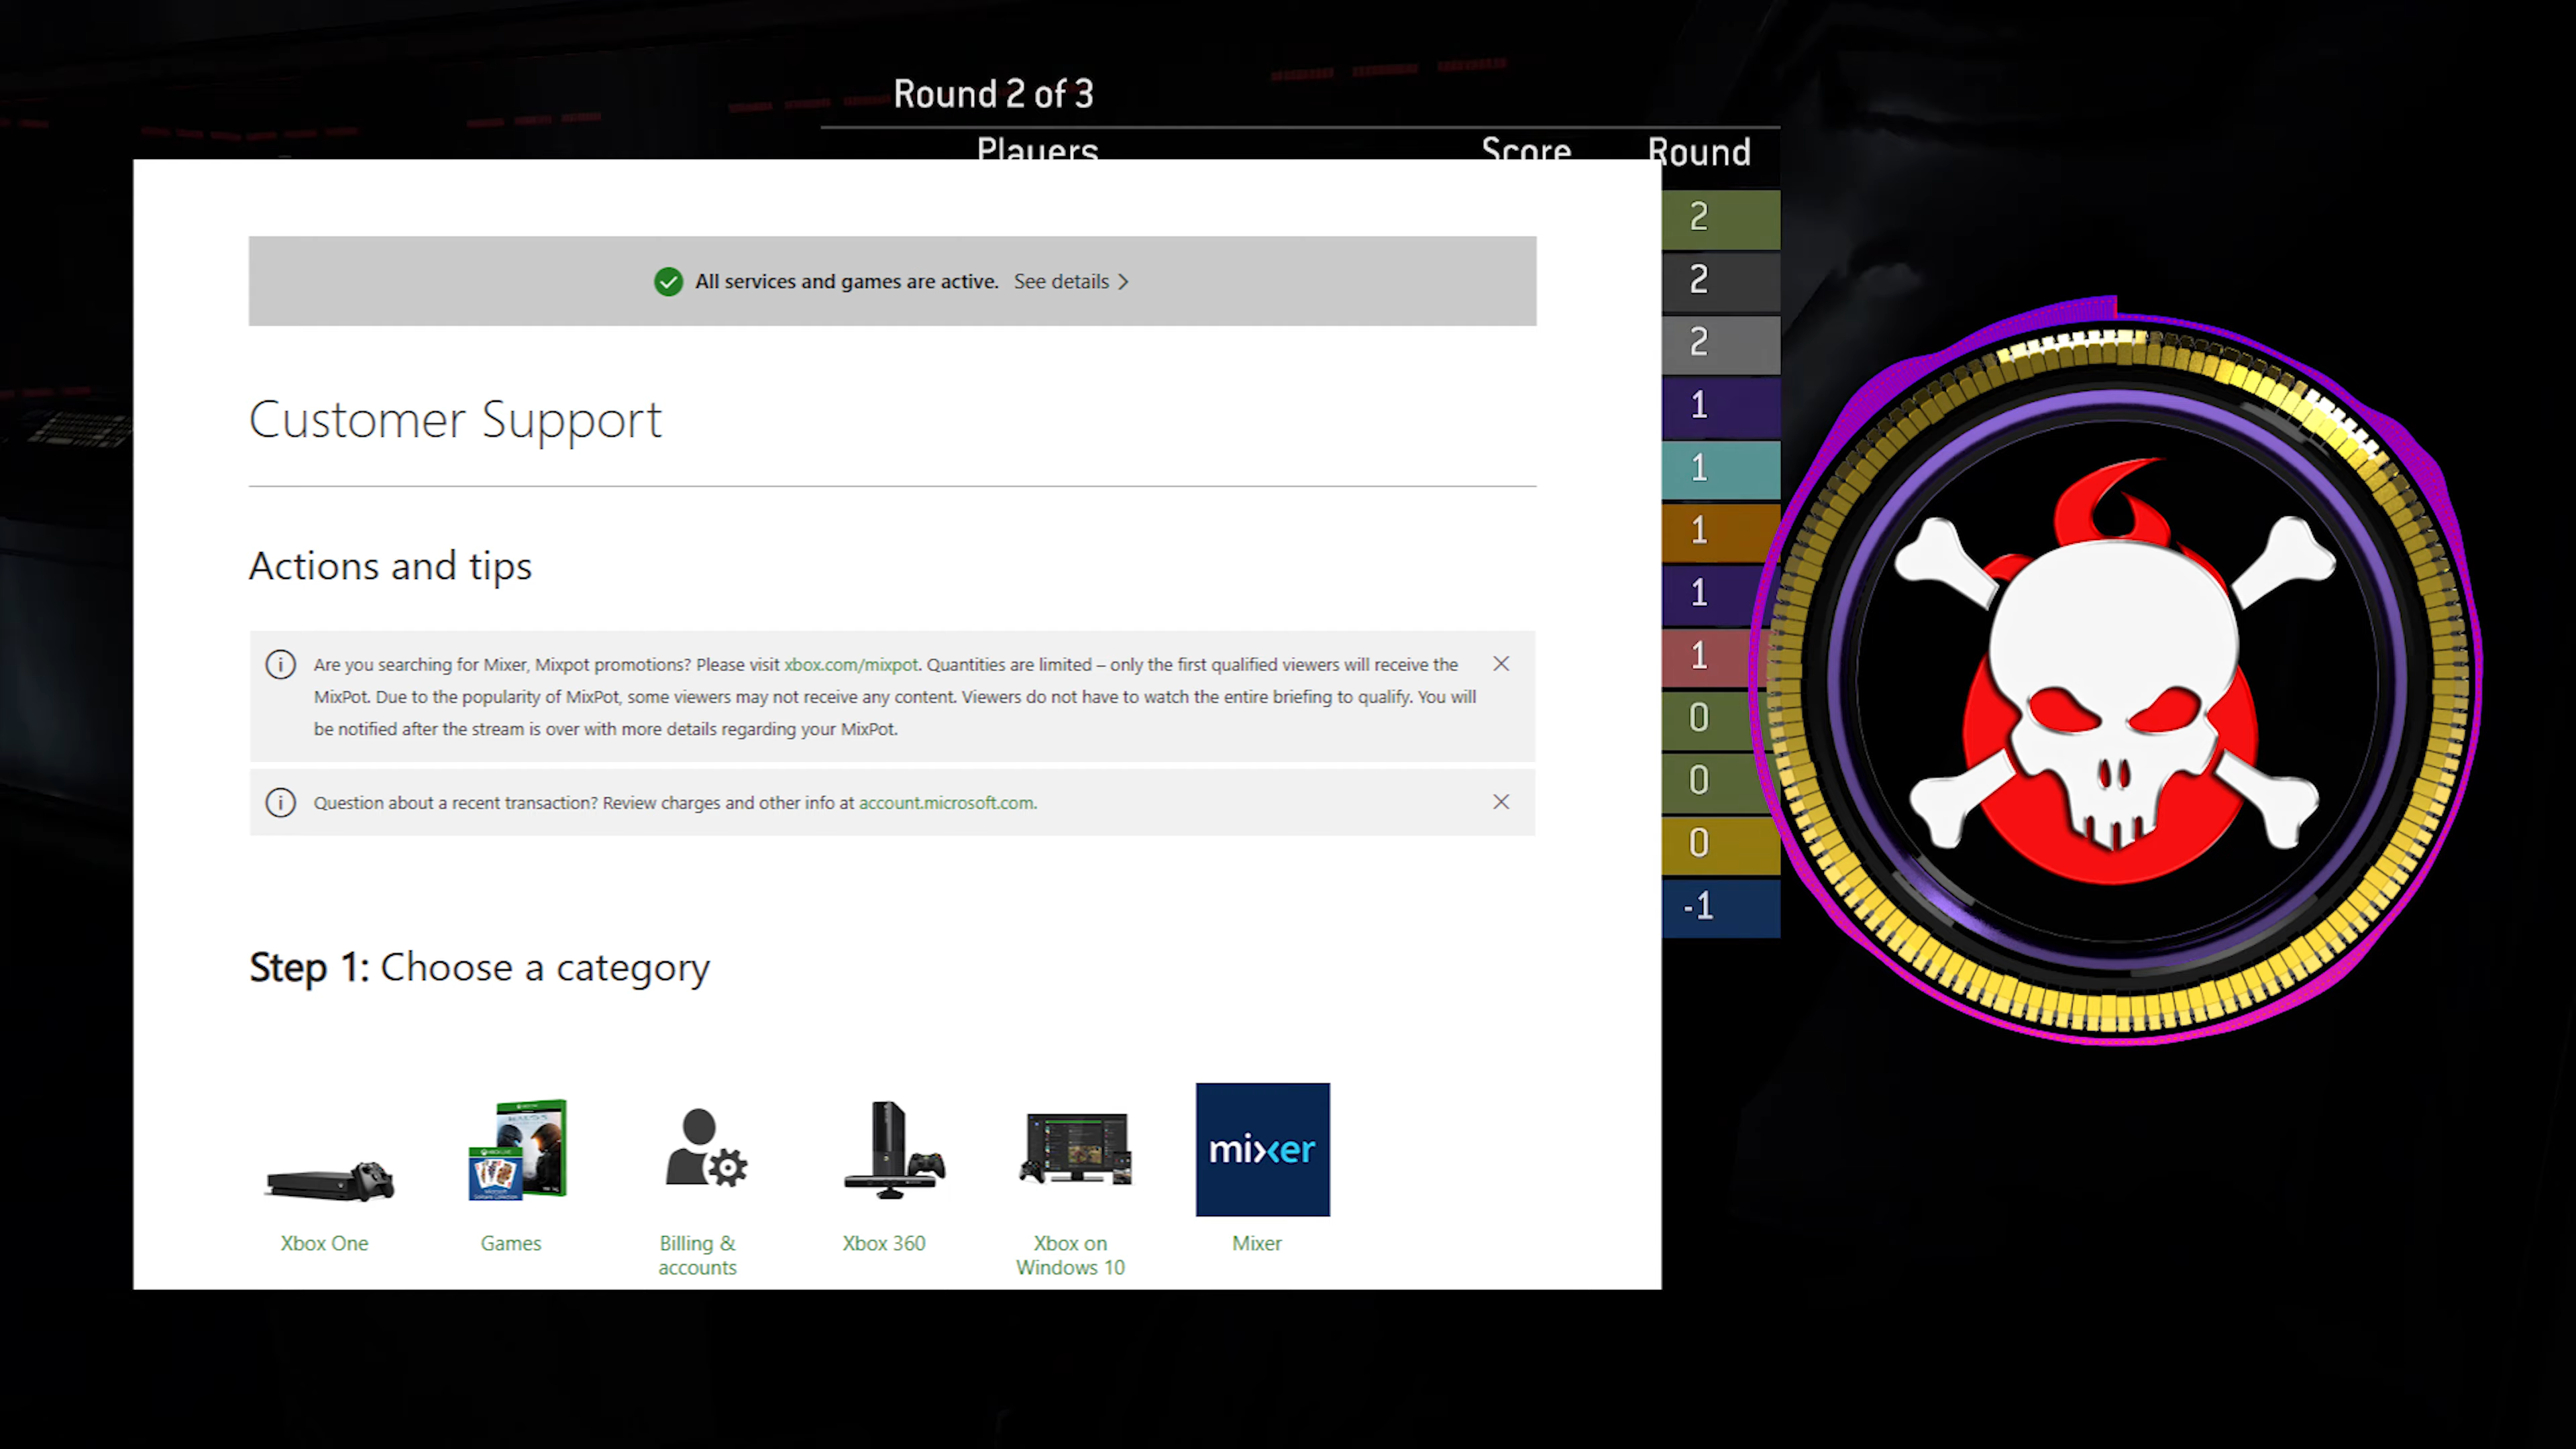 Round 2 of 3
Players Score Round
2
2
2
1
1
1
1
1
0
0
0
-1
All services and games are active. See details
Customer Support
Actions and tips
Are you searching for Mixer, Mixpot promotions? Please visit xbox.com/mixpot. Quantities are limited – only the first qualified viewers will receive the
MixPot. Due to the popularity of MixPot, some viewers may not receive any content. Viewers do not have to watch the entire briefing to qualify. You will
be notified after the stream is over with more details regarding your MixPot.
Question about a recent transaction? Review charges and other info at account.microsoft.com.
Step 1: Choose a category
mixer
Xbox One
Games
Billing &
accounts
Xbox 360
Xbox on
Windows 10
Mixer